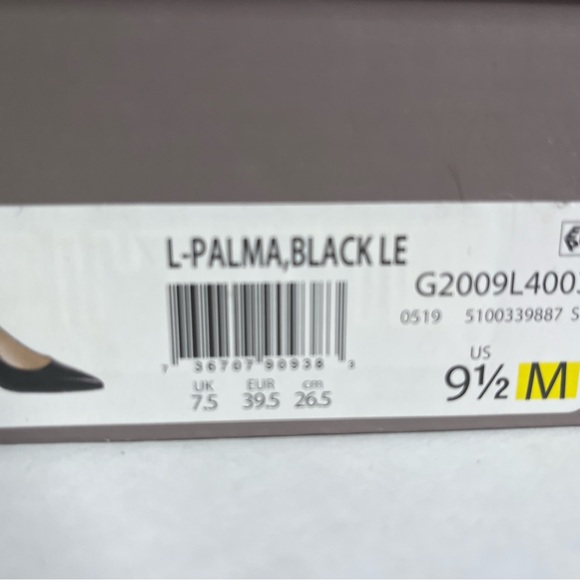 L-PALMA,BLACK LE
G2009L400
0519 5100339887 S
7 36707 90938 3
UK EUR cm
7.5 39.5 26.5
US
9½ M